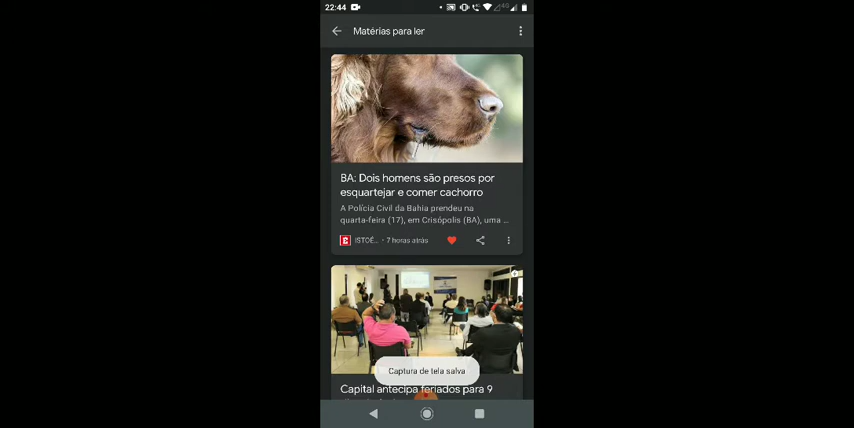 22:44
Matérias para ler
BA: Dois homens são presos por
esquartejar e comer cachorro
A Polícia Civil da Bahia prendeu na
quarta-feira (17), em Crisópolis (BA), uma ...
ISTOÉ.. · 7 horas atrás
Captura de tela salva
Capital antecipa feriados para 9